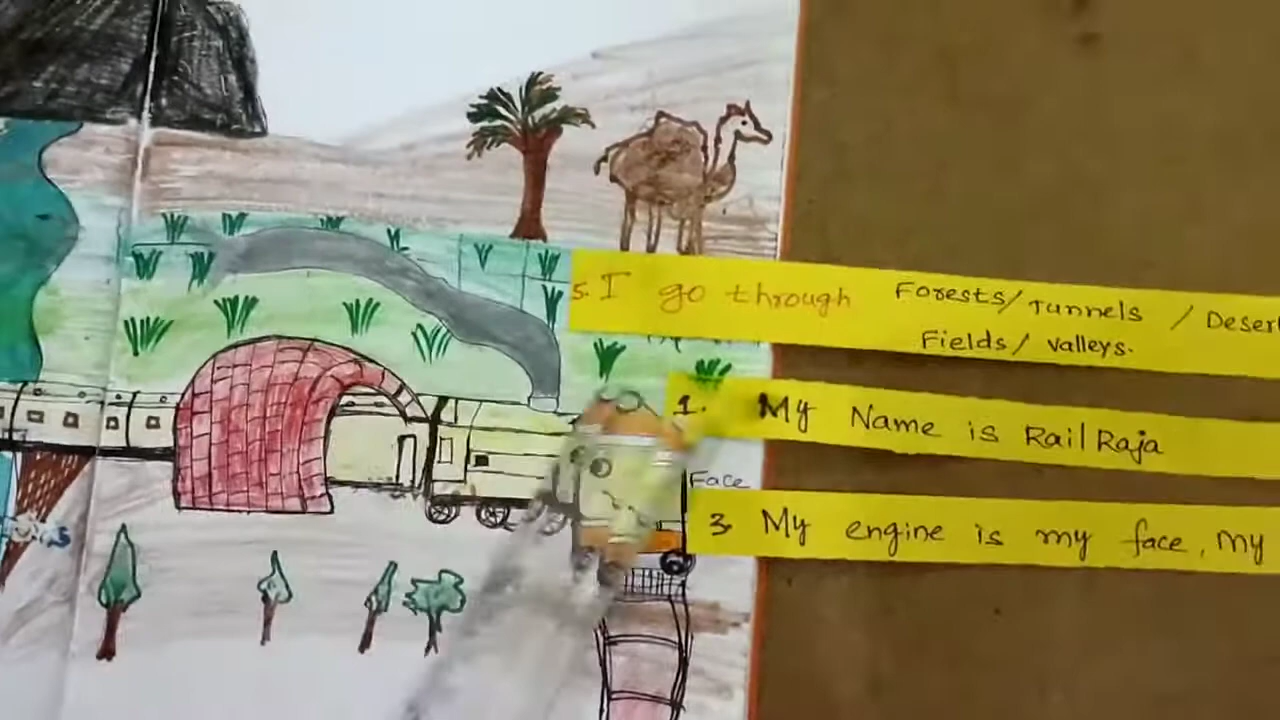 5. I go through Forests/ Tunnels / Desert
Fields/ valleys.
1. My Name is Rail Raja
Face
3. My engine is my face, my